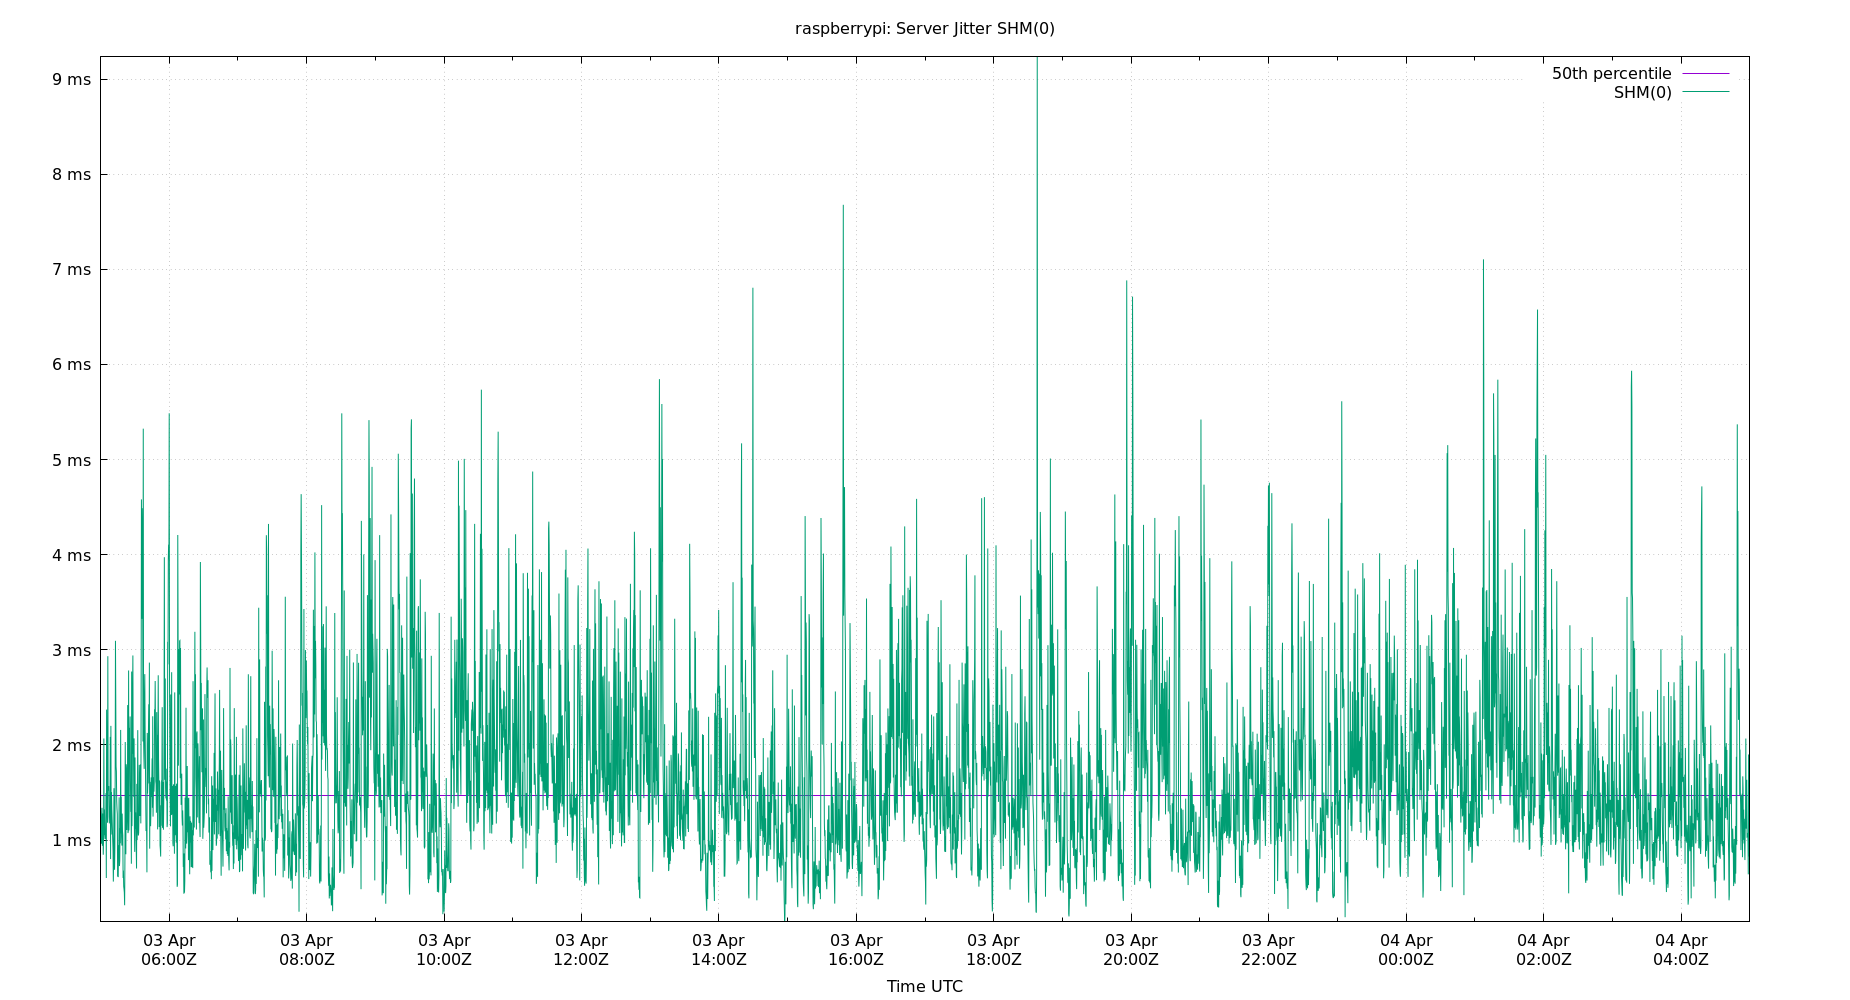 raspberrypi: Server Jitter SHM(0)
50th percentile
SHM(0)
9 ms
8 ms
7 ms
6 ms
5 ms
4 ms
3 ms
2 ms
1 ms
03 Apr 03 Apr 03 Apr 03 Apr 03 Apr 03 Apr 03 Apr 03 Apr 03 Apr 04 Apr 04 Apr 04 Apr
06:00Z 08:00Z 10:00Z 12:00Z 14:00Z 16:00Z 18:00Z 20:00Z 22:00Z 00:00Z 02:00Z 04:00Z
Time UTC